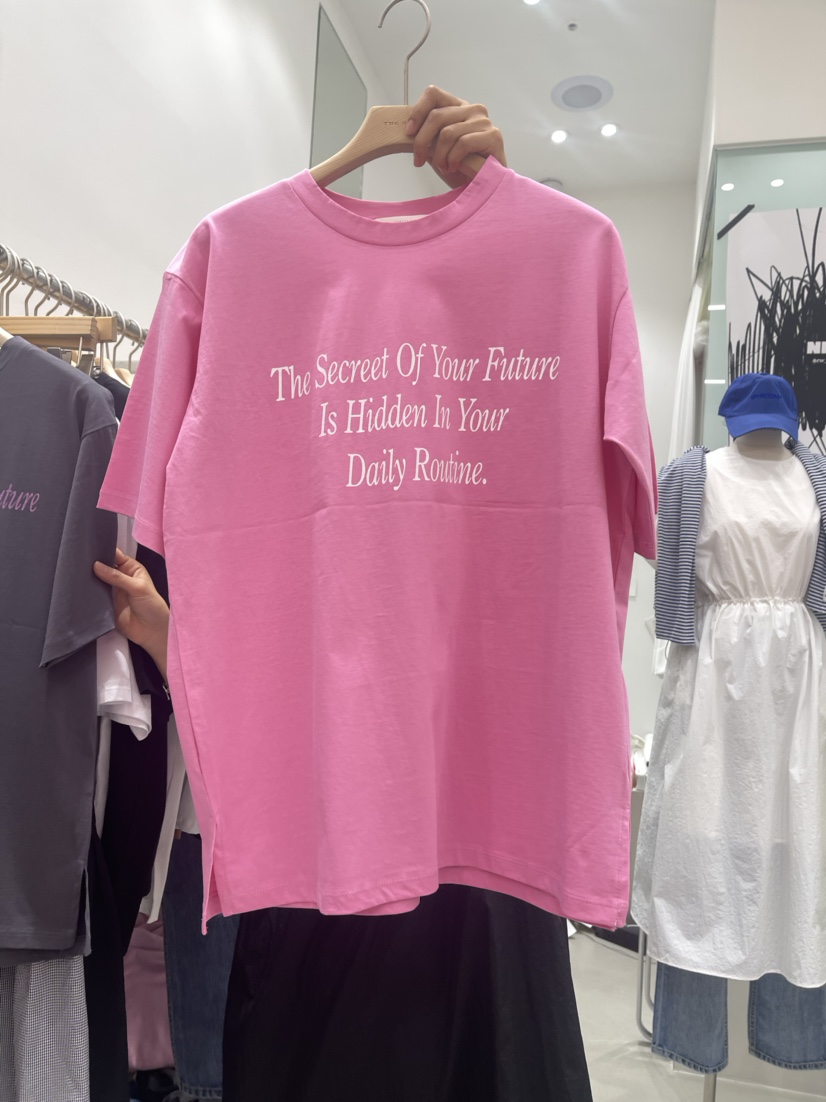 The Secreet Of Your Future
Is Hidden In Your
Daily Routine.
uture